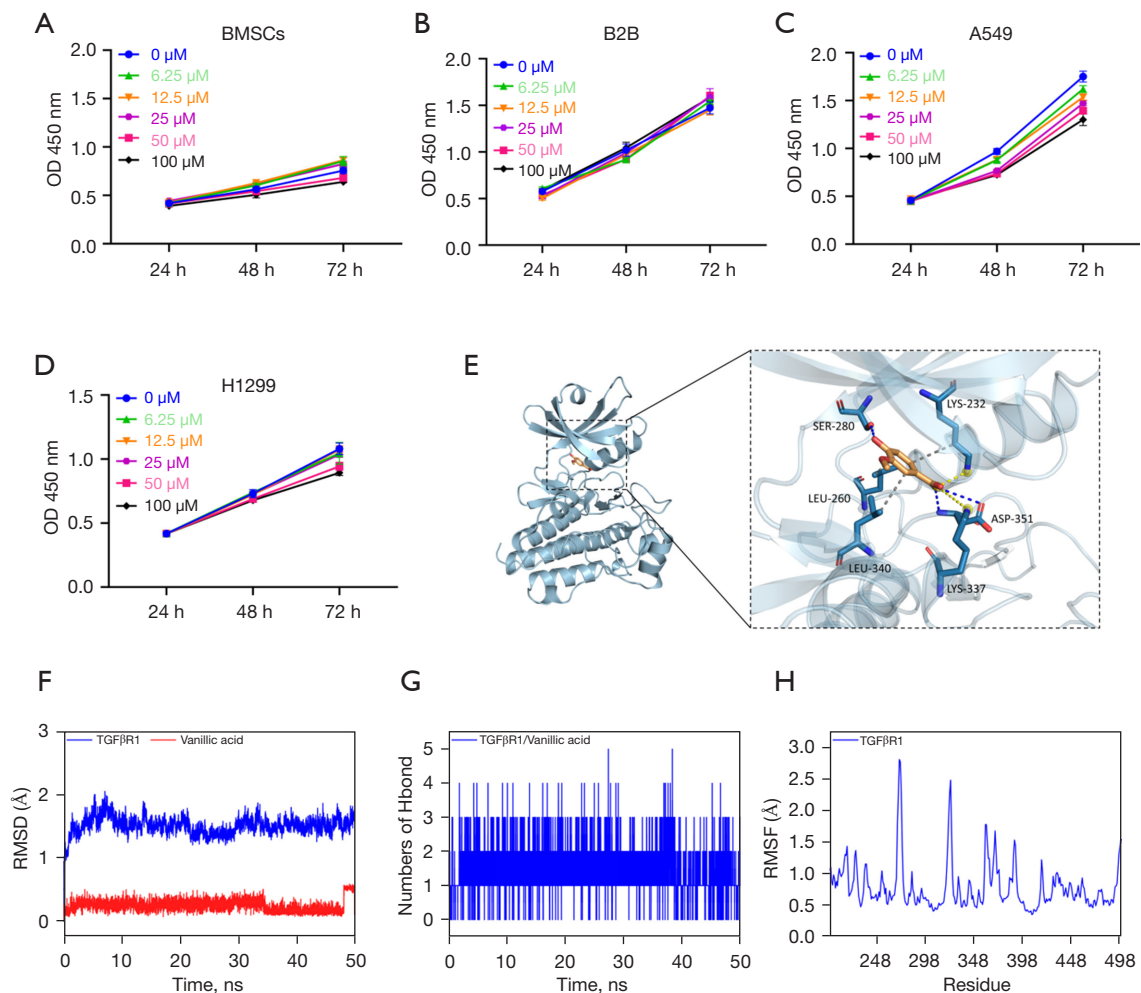 A
BMSCs
2.0
1.5
1.0
0.5
0.0
OD 450 nm
0 μM
6.25 μM
12.5 μM
25 μM
50 μM
100 μM
24 h 48 h 72 h
B
B2B
2.0
1.5
1.0
0.5
0.0
OD 450 nm
0 μM
6.25 μM
12.5 μM
25 μM
50 μM
100 μM
24 h 48 h 72 h
C
A549
2.0
1.5
1.0
0.5
0.0
OD 450 nm
0 μM
6.25 μM
12.5 μM
25 μM
50 μM
100 μM
24 h 48 h 72 h
D
H1299
1.5
1.0
0.5
0.0
OD 450 nm
0 μM
6.25 μM
12.5 μM
25 μM
50 μM
100 μM
24 h 48 h 72 h
E
LYS-232
SER-280
LEU-260
ASP-351
LEU-340
LYS-337
F
TGFβR1 Vanillic acid
3
2
1
0
RMSD (Å)
0 10 20 30 40 50
Time, ns
G
TGFβR1/Vanillic acid
5
4
3
2
1
0
Numbers of Hbond
0 10 20 30 40 50
Time, ns
H
TGFβR1
3.0
2.5
2.0
1.5
1.0
0.5
0.0
RMSF (Å)
248 298 348 398 448 498
Residue